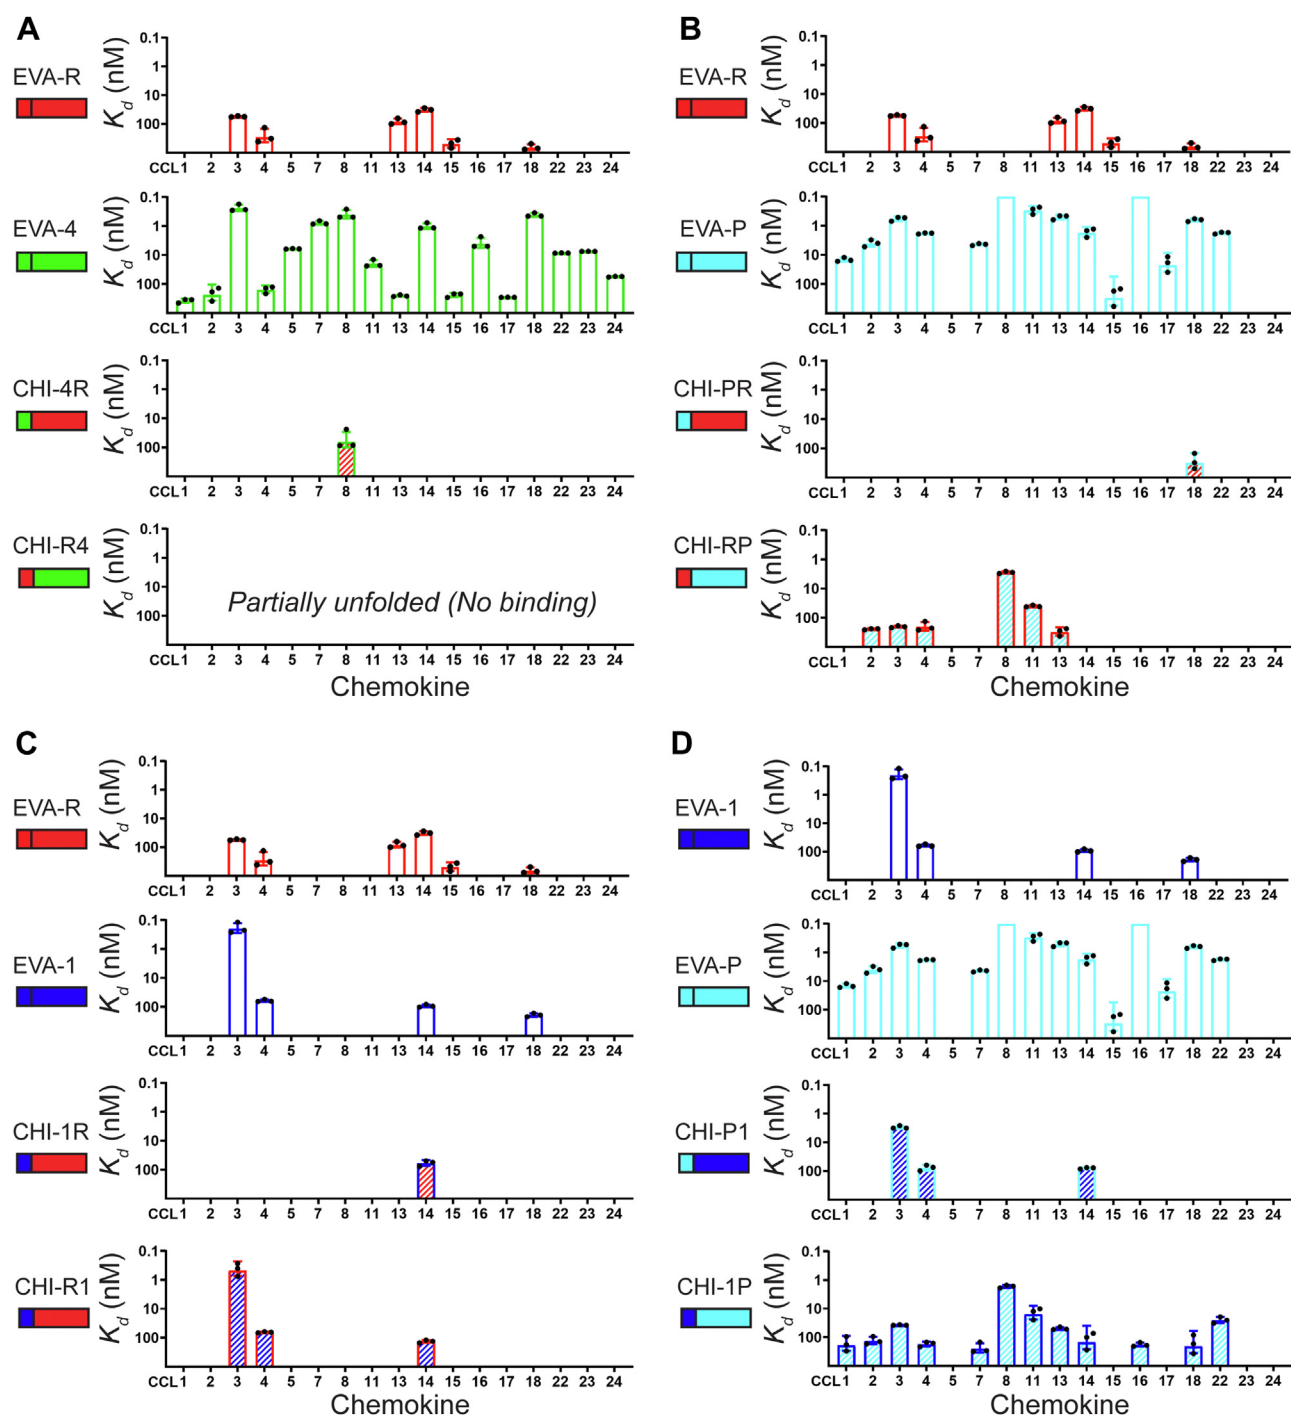 A
EVA-R
Kd (nM)
0.1
1
10
100
CCL1 2 3 4 5 7 8 11 13 14 15 16 17 18 22 23 24
EVA-4
Kd (nM)
0.1
1
10
100
CCL1 2 3 4 5 7 8 11 13 14 15 16 17 18 22 23 24
CHI-4R
Kd (nM)
0.1
1
10
100
CCL1 2 3 4 5 7 8 11 13 14 15 16 17 18 22 23 24
CHI-R4
Kd (nM)
0.1
1
10
100
Partially unfolded (No binding)
CCL1 2 3 4 5 7 8 11 13 14 15 16 17 18 22 23 24
Chemokine
B
EVA-R
Kd (nM)
0.1
1
10
100
CCL1 2 3 4 5 7 8 11 13 14 15 16 17 18 22 23 24
EVA-P
Kd (nM)
0.1
1
10
100
CCL1 2 3 4 5 7 8 11 13 14 15 16 17 18 22 23 24
CHI-PR
Kd (nM)
0.1
1
10
100
CCL1 2 3 4 5 7 8 11 13 14 15 16 17 18 22 23 24
CHI-RP
Kd (nM)
0.1
1
10
100
CCL1 2 3 4 5 7 8 11 13 14 15 16 17 18 22 23 24
Chemokine
C
EVA-R
Kd (nM)
0.1
1
10
100
CCL1 2 3 4 5 7 8 11 13 14 15 16 17 18 22 23 24
EVA-1
Kd (nM)
0.1
1
10
100
CCL1 2 3 4 5 7 8 11 13 14 15 16 17 18 22 23 24
CHI-1R
Kd (nM)
0.1
1
10
100
CCL1 2 3 4 5 7 8 11 13 14 15 16 17 18 22 23 24
CHI-R1
Kd (nM)
0.1
1
10
100
CCL1 2 3 4 5 7 8 11 13 14 15 16 17 18 22 23 24
Chemokine
D
EVA-1
Kd (nM)
0.1
1
10
100
CCL1 2 3 4 5 7 8 11 13 14 15 16 17 18 22 23 24
EVA-P
Kd (nM)
0.1
1
10
100
CCL1 2 3 4 5 7 8 11 13 14 15 16 17 18 22 23 24
CHI-P1
Kd (nM)
0.1
1
10
100
CCL1 2 3 4 5 7 8 11 13 14 15 16 17 18 22 23 24
CHI-1P
Kd (nM)
0.1
1
10
100
CCL1 2 3 4 5 7 8 11 13 14 15 16 17 18 22 23 24
Chemokine